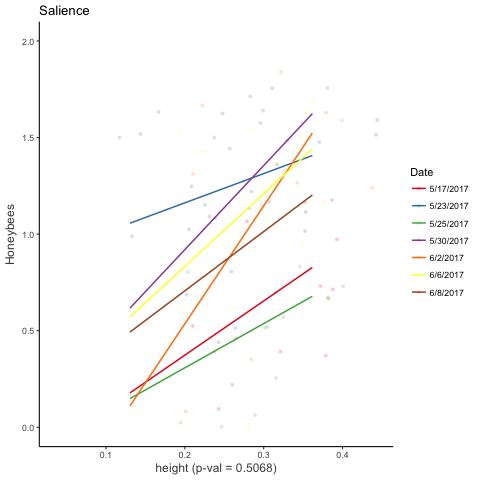 Salience
2.0
1.5
1.0
0.5
0.0
Honeybees
0.1 0.2 0.3 0.4
height (p-val = 0.5068)
Date
5/17/2017
5/23/2017
5/25/2017
5/30/2017
6/2/2017
6/6/2017
6/8/2017